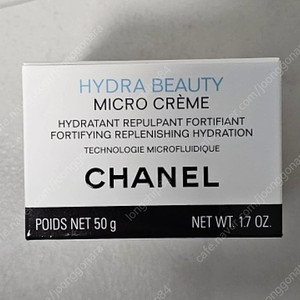 HYDRA BEAUTY
MICRO CRÈME
HYDRATANT REPULPANT FORTIFIANT
FORTIFYING REPLENISHING HYDRATION
TECHNOLOGIE MICROFLUIDIQUE
CHANEL
POIDS NET 50 g NET WT. 1.7 OZ.